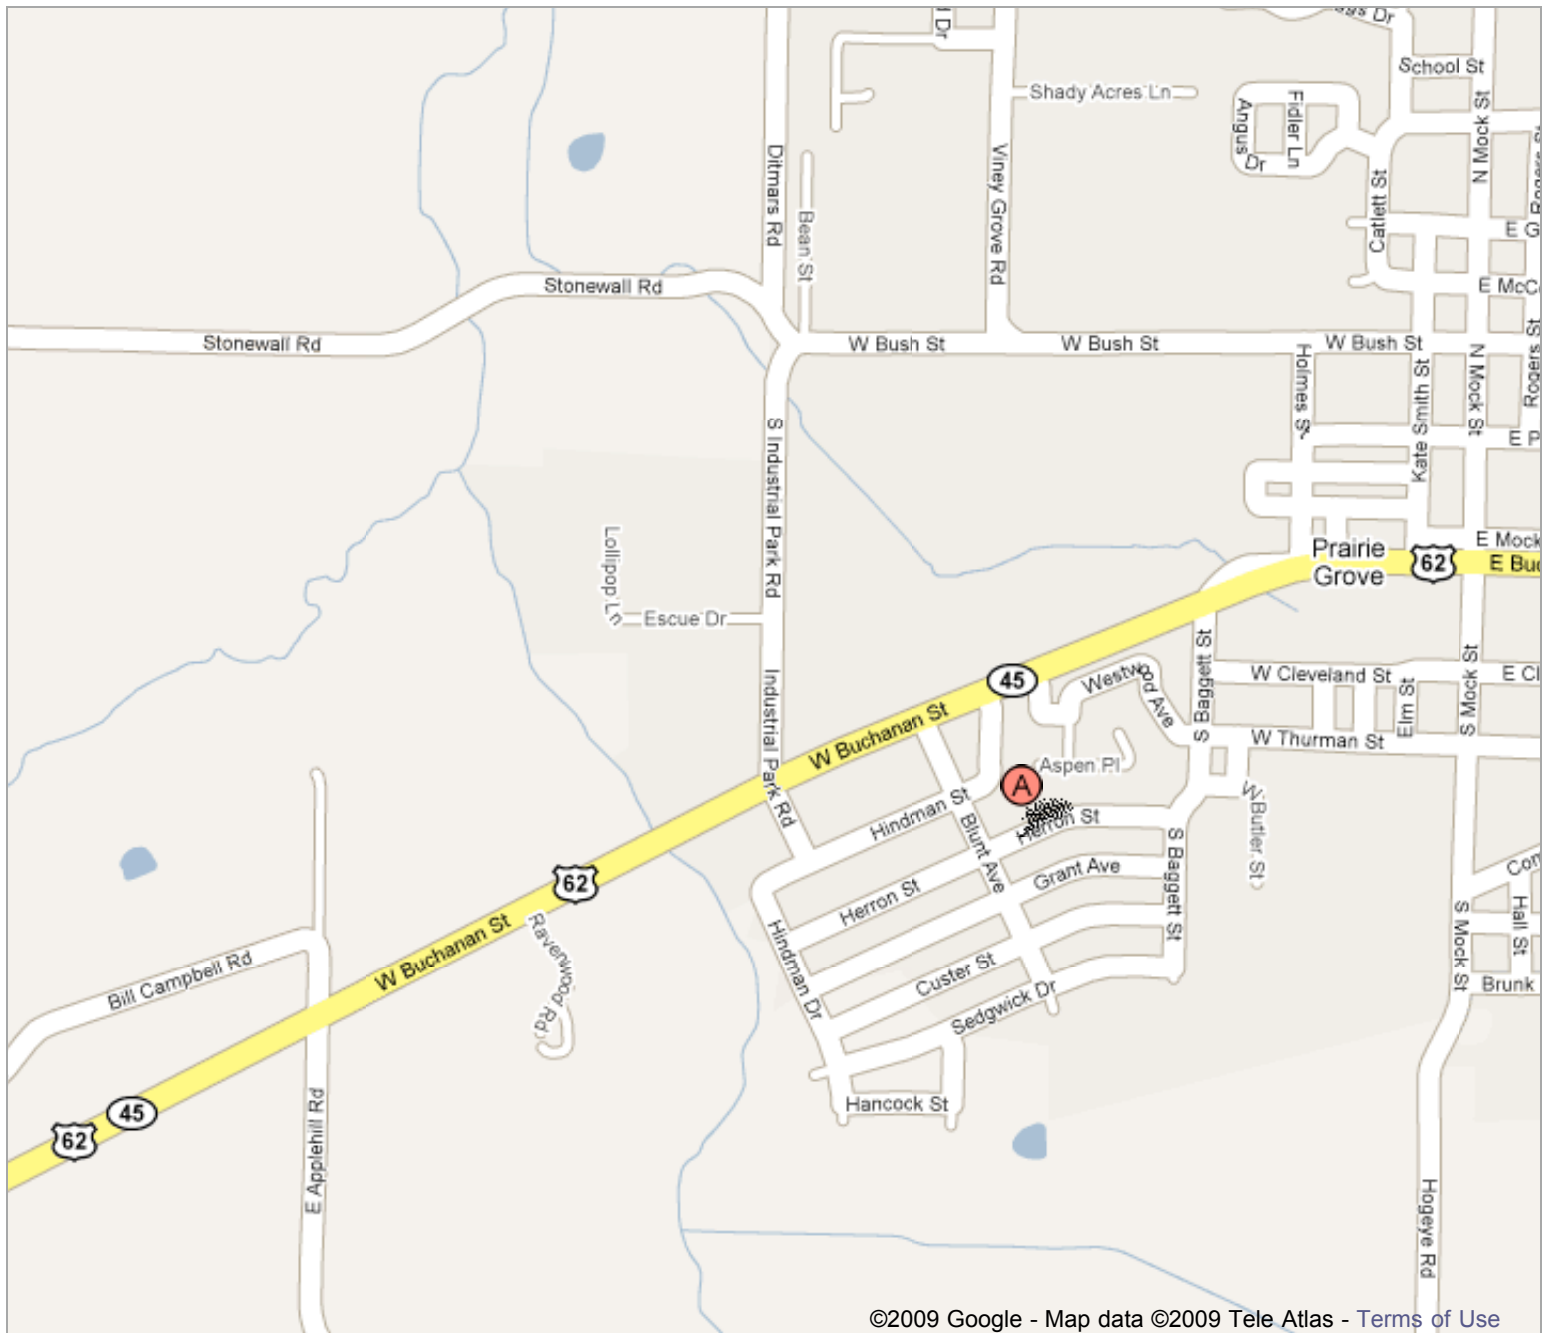 School St
Shady Acres Ln
Angus Dr
Fidler Ln
N Mock St
Ditmars Rd
Viney Grove Rd
Catlett St
Bean St
E G
Stonewall Rd
E McC
Stonewall Rd
W Bush St
W Bush St
W Bush St
Holmes St
Kate Smith St
N Mock St
Rogers St
S Industrial Park Rd
E P
Lollipop Ln
Escue Dr
Prairie
Grove
62
E Mock
E Buc
45
Westwood Ave
S Baggett St
W Cleveland St
E Cl
Elm St
S Mock St
W Buchanan St
Industrial Park Rd
W Thurman St
Aspen Pl
A
Hindman St
Blunt Ave
Herron St
S Baggett St
W Butler St
Grant Ave
62
Herron St
Hall St
S Mock St
W Buchanan St
Ravenwood Rd
Hindman Dr
Custer St
Bill Campbell Rd
Sedgwick Dr
Brunk
45
62
E Applehill Rd
Hancock St
Hogeye Rd
©2009 Google - Map data ©2009 Tele Atlas - Terms of Use